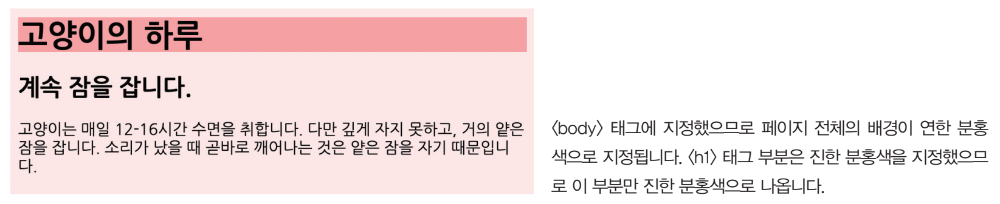 고양이의 하루
계속 잠을 잡니다.
고양이는 매일 12-16시간 수면을 취합니다. 다만 깊게 자지 못하고, 거의 얕은
잠을 잡니다. 소리가 났을 때 곧바로 깨어나는 것은 얕은 잠을 자기 때문입니
다.
〈body〉 태그에 지정했으므로 페이지 전체의 배경이 연한 분홍
색으로 지정됩니다. 〈h1〉 태그 부분은 진한 분홍색을 지정했으므
로 이 부분만 진한 분홍색으로 나옵니다.